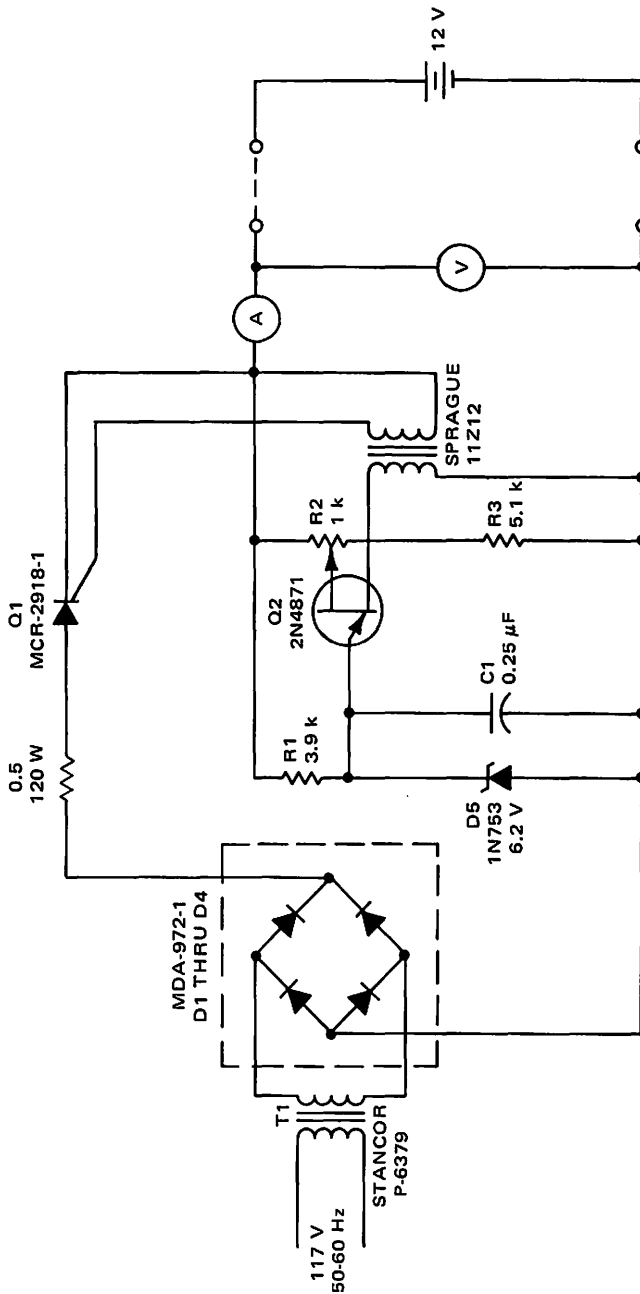 117 V
50-60 Hz
T1
STANCOR
P-6379
MDA-972-1
D1 THRU D4
0.5
120 W
Q1
MCR-2918-1
R1
3.9 k
D5
1N753
6.2 V
C1
0.25 μF
Q2
2N4871
R2
1 k
R3
5.1 k
SPRAGUE
11Z12
A
V
12 V